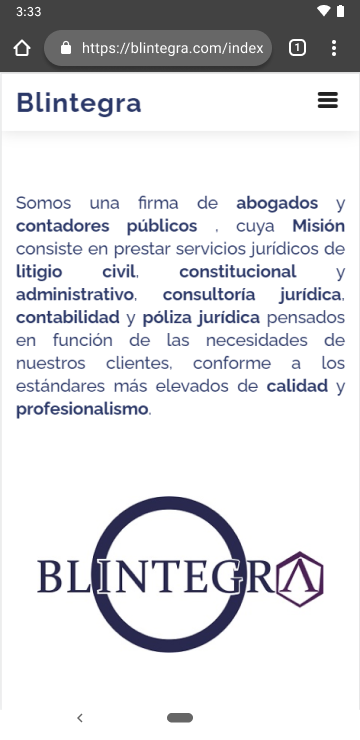 3:33
https://blintegra.com/index
1
Blintegra
Somos una firma de abogados y
contadores públicos , cuya Misión
consiste en prestar servicios jurídicos de
litigio civil, constitucional y
administrativo, consultoría jurídica,
contabilidad y póliza jurídica pensados
en función de las necesidades de
nuestros clientes, conforme a los
estándares más elevados de calidad y
profesionalismo.
BLINTEGRA